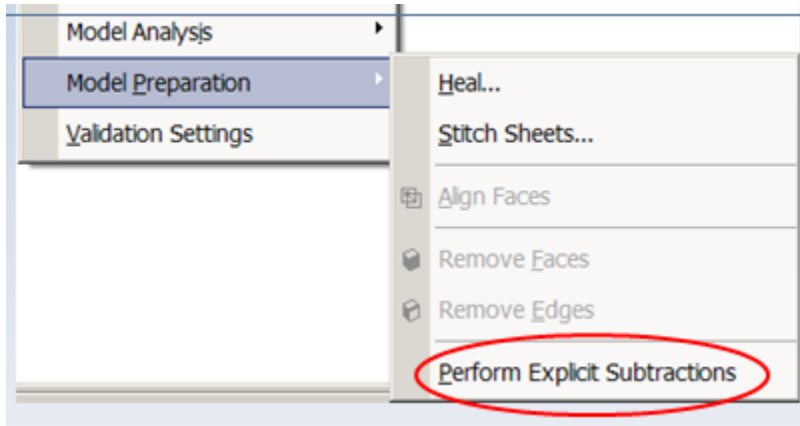 Model Analysis
Model Preparation
Validation Settings
Heal...
Stitch Sheets...
Align Faces
Remove Faces
Remove Edges
Perform Explicit Subtractions